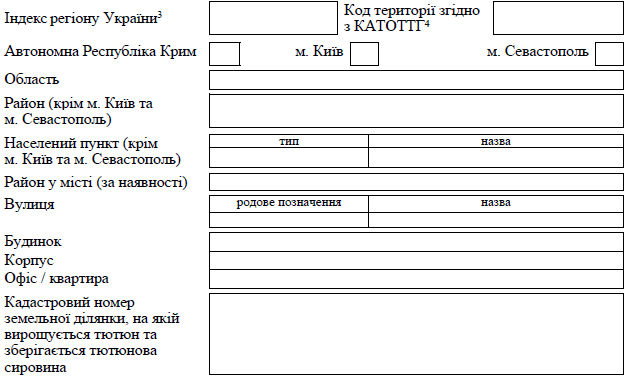 Індекс регіону України³
Код території згідно
з КАТОТТГ⁴
Автономна Республіка Крим
м. Київ
м. Севастополь
Область
Район (крім м. Київ та
м. Севастополь)
Населений пункт (крім
м. Київ та м. Севастополь)
тип
назва
Район у місті (за наявності)
Вулиця
родове позначення
назва
Будинок
Корпус
Офіс / квартира
Кадастровий номер
земельної ділянки, на якій
вирощується тютюн та
зберігається тютюнова
сировина